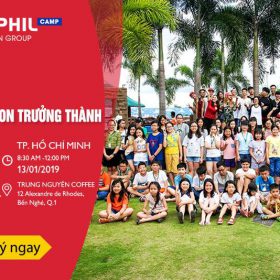 PHIL CAMP
N GROUP
ON TRƯỞNG THÀNH
TP. HỒ CHÍ MINH
8:30 AM -12:00 PM
13/01/2019
TRUNG NGUYÊN COFFEE
12 Alexandre de Rhodes,
Bến Nghé, Q.1
ý ngay